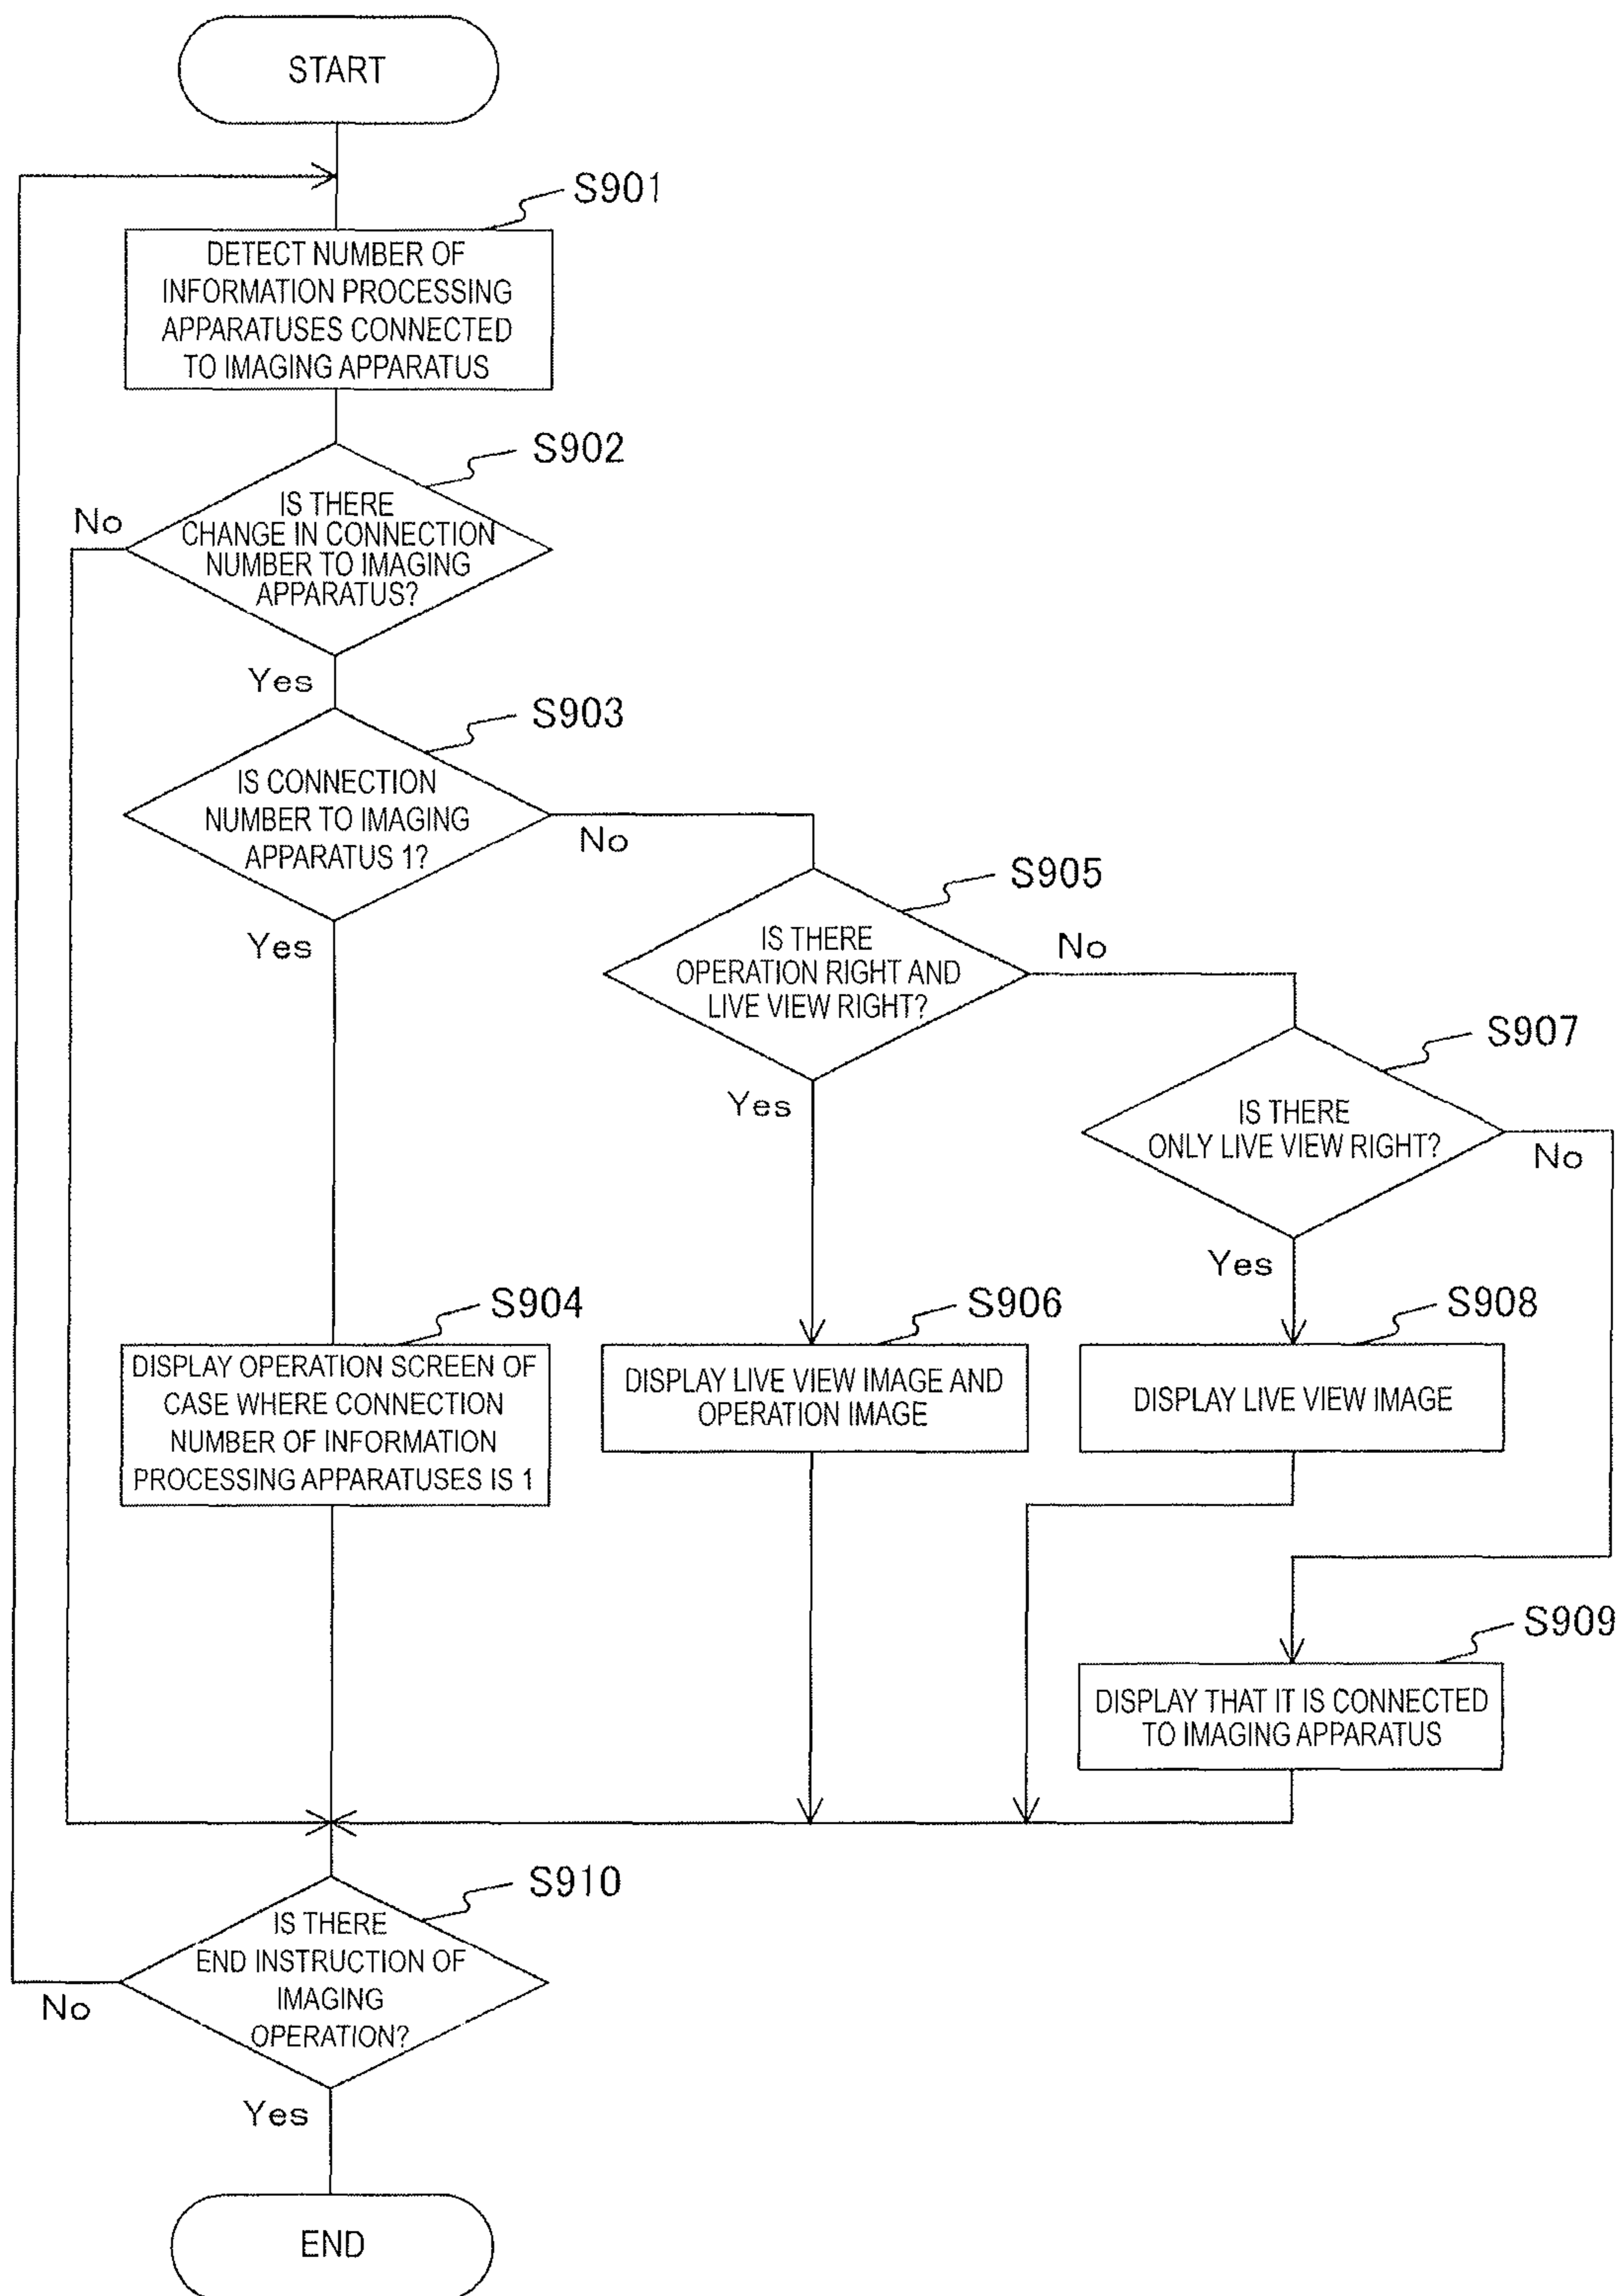 START
S901
DETECT NUMBER OF
INFORMATION PROCESSING
APPARATUSES CONNECTED
TO IMAGING APPARATUS
S902
IS THERE
CHANGE IN CONNECTION
NUMBER TO IMAGING
APPARATUS?
No
Yes
S903
IS CONNECTION
NUMBER TO IMAGING
APPARATUS 1?
No
Yes
S905
IS THERE
OPERATION RIGHT AND
LIVE VIEW RIGHT?
No
Yes
S907
IS THERE
ONLY LIVE VIEW RIGHT?
No
Yes
S904
DISPLAY OPERATION SCREEN OF
CASE WHERE CONNECTION
NUMBER OF INFORMATION
PROCESSING APPARATUSES IS 1
S906
DISPLAY LIVE VIEW IMAGE AND
OPERATION IMAGE
S908
DISPLAY LIVE VIEW IMAGE
S909
DISPLAY THAT IT IS CONNECTED
TO IMAGING APPARATUS
S910
IS THERE
END INSTRUCTION OF
IMAGING
OPERATION?
No
Yes
END